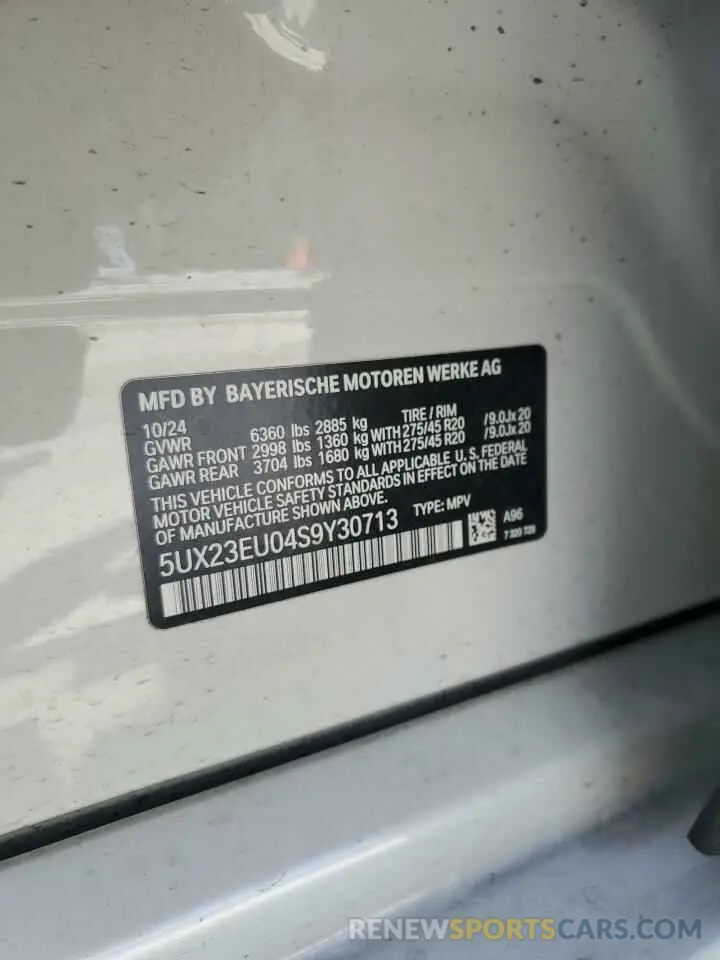 MFD BY BAYERISCHE MOTOREN WERKE AG
10/24 TIRE / RIM
GVWR 6360 lbs 2885 kg
GAWR FRONT 2998 lbs 1360 kg WITH 275/45 R20 /9.0Jx20
GAWR REAR 3704 lbs 1680 kg WITH 275/45 R20 /9.0Jx20
THIS VEHICLE CONFORMS TO ALL APPLICABLE U. S. FEDERAL
MOTOR VEHICLE SAFETY STANDARDS IN EFFECT ON THE DATE
OF MANUFACTURE SHOWN ABOVE.
5UX23EU04S9Y30713 TYPE: MPV
A96
RENEWSPORTSCARS.COM